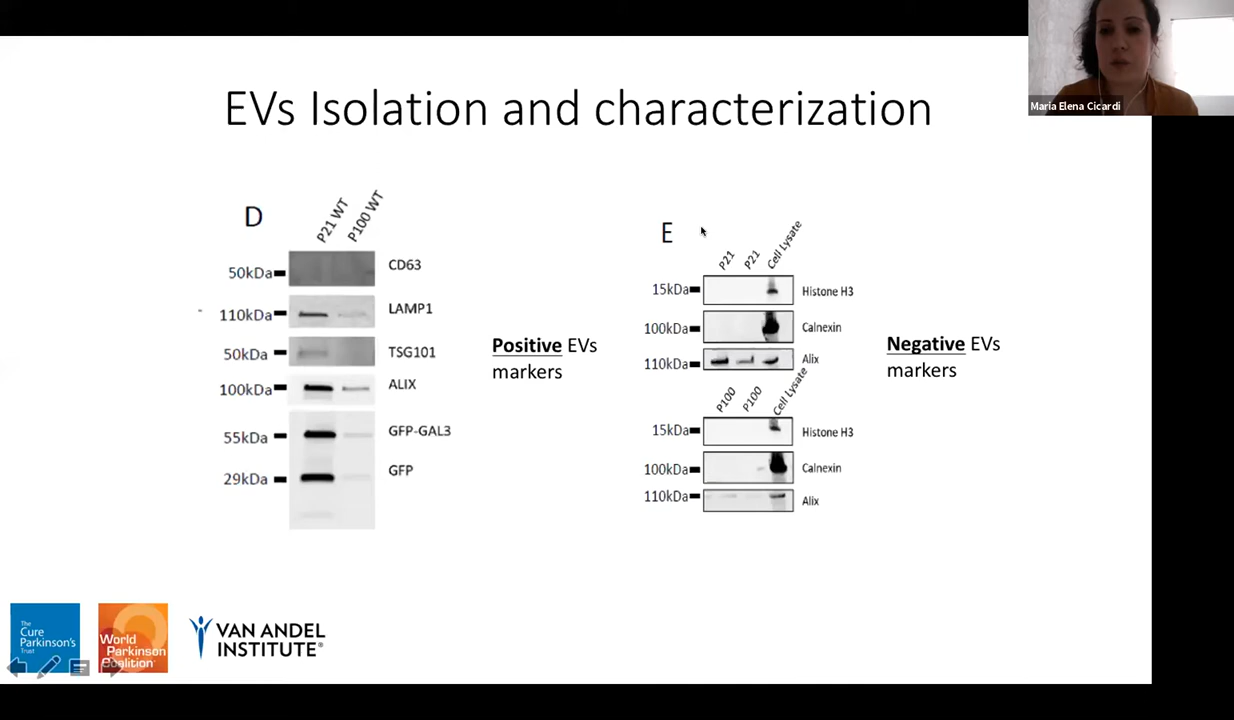 Maria Elena Cicardi
EVs Isolation and characterization
D
P21 WT
P100 WT
50kDa
CD63
110kDa
LAMP1
50kDa
TSG101
100kDa
ALIX
55kDa
GFP-GAL3
29kDa
GFP
Positive EVs
markers
E
P21
P21
Cell Lysate
15kDa
Histone H3
100kDa
Calnexin
110kDa
Alix
P100
P100
Cell Lysate
15kDa
Histone H3
100kDa
Calnexin
110kDa
Alix
Negative EVs
markers
The
Cure
Parkinson's
Trust
World
Parkinson
Coalition
VAN ANDEL
INSTITUTE®